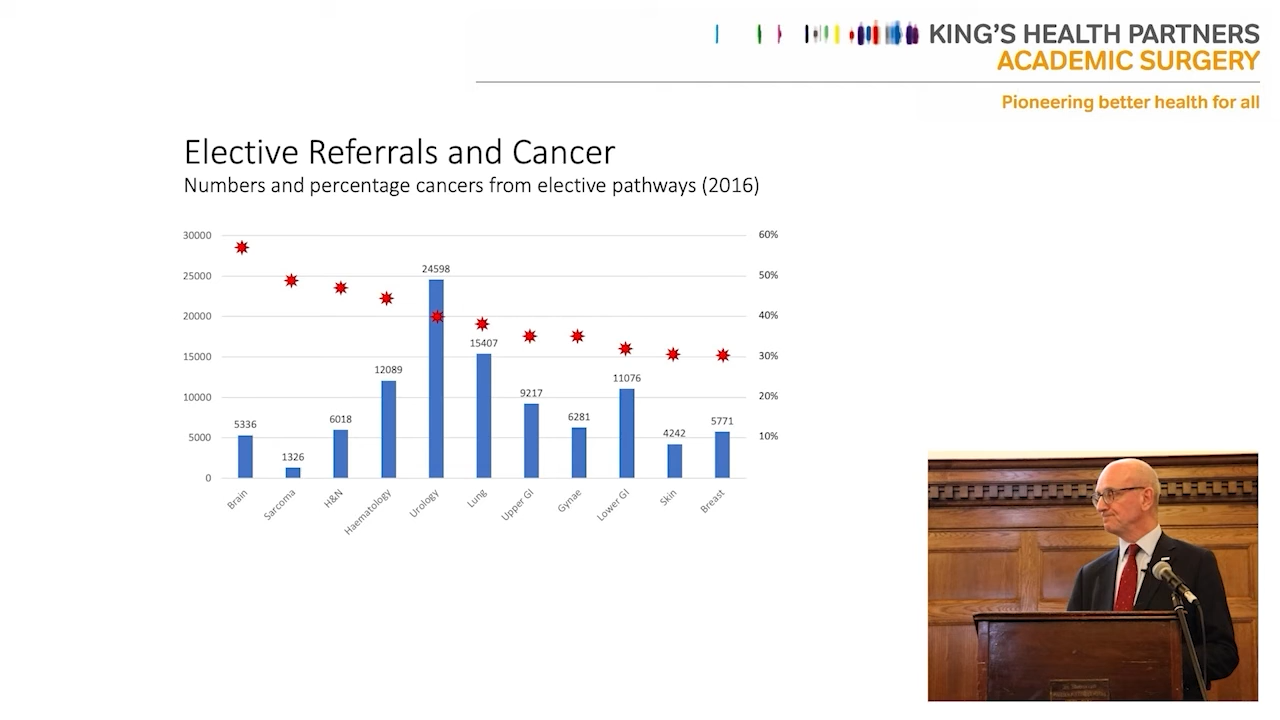 KING'S HEALTH PARTNERS
ACADEMIC SURGERY
Pioneering better health for all
Elective Referrals and Cancer
Numbers and percentage cancers from elective pathways (2016)
30000
25000
20000
15000
10000
5000
0
60%
50%
40%
30%
20%
10%
5336
1326
6018
12089
24598
15407
9217
6281
11076
4242
5771
Brain
Sarcoma
H&N
Haematology
Urology
Lung
Upper GI
Gynae
Lower GI
Skin
Breast